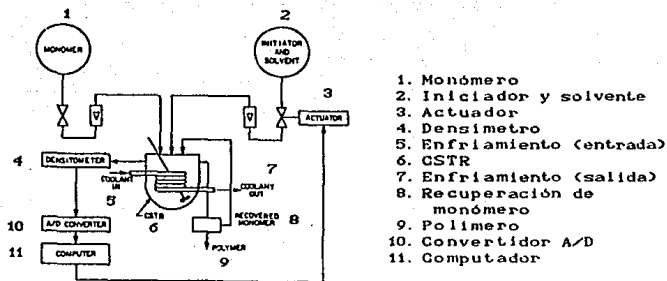 1
MONOMER
2
INITIATOR
AND
SOLVENT
3
ACTUATOR
4
DENSITOMETER
COOLANT
IN
5
CSTR
6
7
COOLANT
OUT
RECOVERED
MONOMER
8
POLYMER
9
10
A/D CONVERTER
11
COMPUTER
1. Monómero
2. Iniciador y solvente
3. Actuador
4. Densímetro
5. Enfriamiento (entrada)
6. CSTR
7. Enfriamiento (salida)
8. Recuperación de
monómero
9. Polímero
10. Convertidor A/D
11. Computador